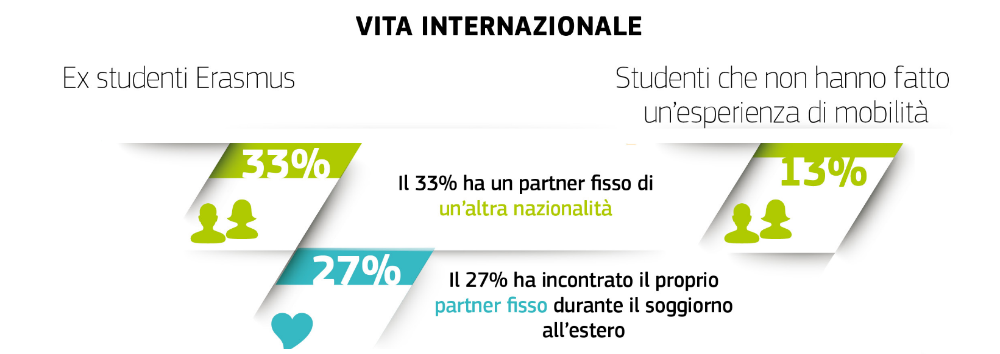 VITA INTERNAZIONALE
Ex studenti Erasmus
Studenti che non hanno fatto
un'esperienza di mobilità
33%
Il 33% ha un partner fisso di
un'altra nazionalità
13%
27%
Il 27% ha incontrato il proprio
partner fisso durante il soggiorno
all'estero